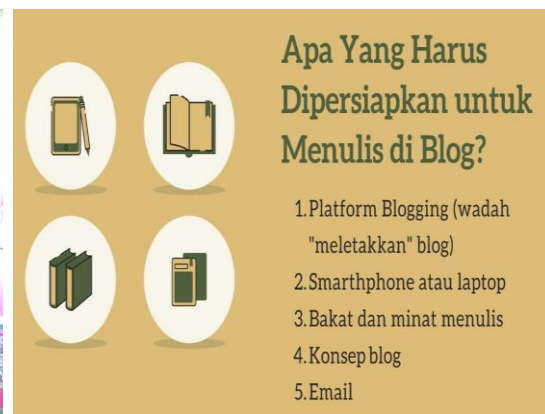 Apa Yang Harus
Dipersiapkan untuk
Menulis di Blog?
1.Platform Blogging (wadah
"meletakkan" blog)
2.Smarthphone atau laptop
3.Bakat dan minat menulis
4.Konsep blog
5.Email